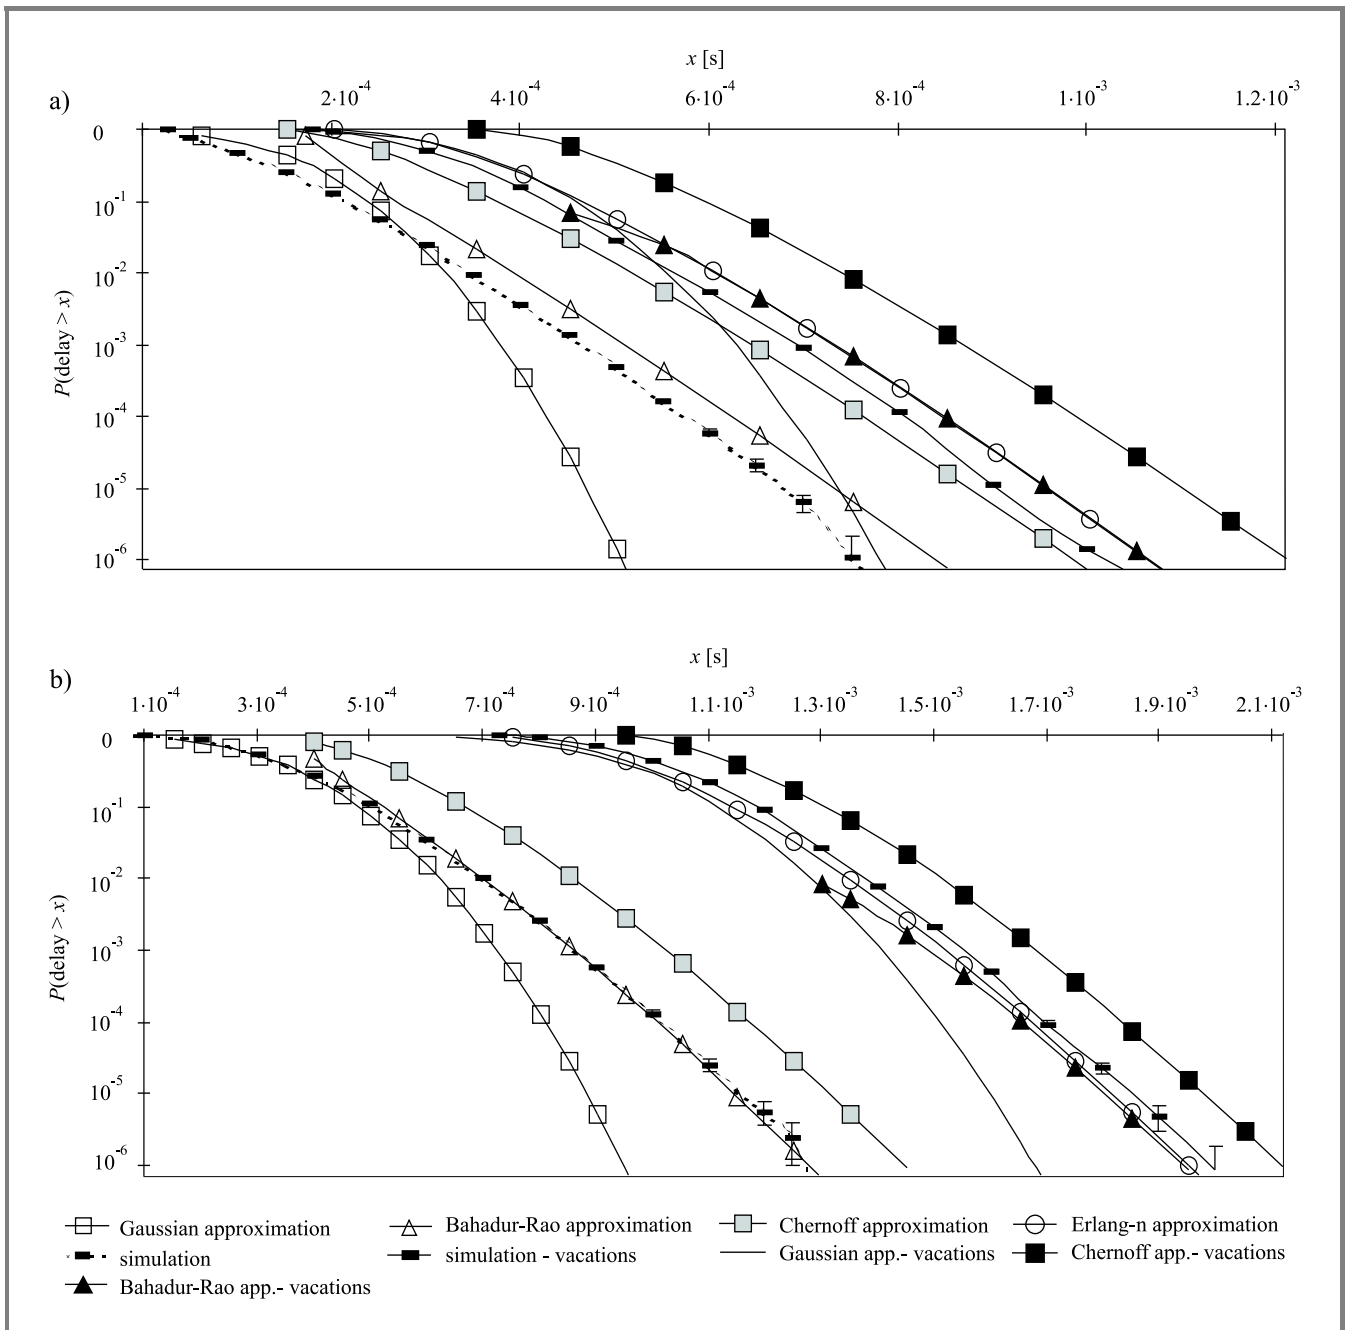 x [s]
a)
2·10⁻⁴ 4·10⁻⁴ 6·10⁻⁴ 8·10⁻⁴ 1·10⁻³ 1.2·10⁻³
0
10⁻¹
10⁻²
10⁻³
10⁻⁴
10⁻⁵
10⁻⁶
P(delay > x)
x [s]
b)
1·10⁻⁴ 3·10⁻⁴ 5·10⁻⁴ 7·10⁻⁴ 9·10⁻⁴ 1.1·10⁻³ 1.3·10⁻³ 1.5·10⁻³ 1.7·10⁻³ 1.9·10⁻³ 2.1·10⁻³
0
10⁻¹
10⁻²
10⁻³
10⁻⁴
10⁻⁵
10⁻⁶
P(delay > x)
Gaussian approximation Bahadur-Rao approximation Chernoff approximation Erlang-n approximation
simulation simulation - vacations Gaussian app.- vacations Chernoff app.- vacations
Bahadur-Rao app.- vacations